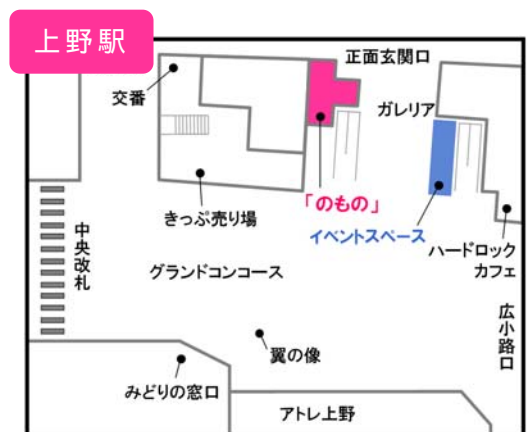 上野駅
正面玄関口
交番
ガレリア
「のもの」
きっぷ売り場
イベントスペース
ハードロック
カフェ
中央改札
グランドコンコース
広小路口
翼の像
みどりの窓口
アトレ上野